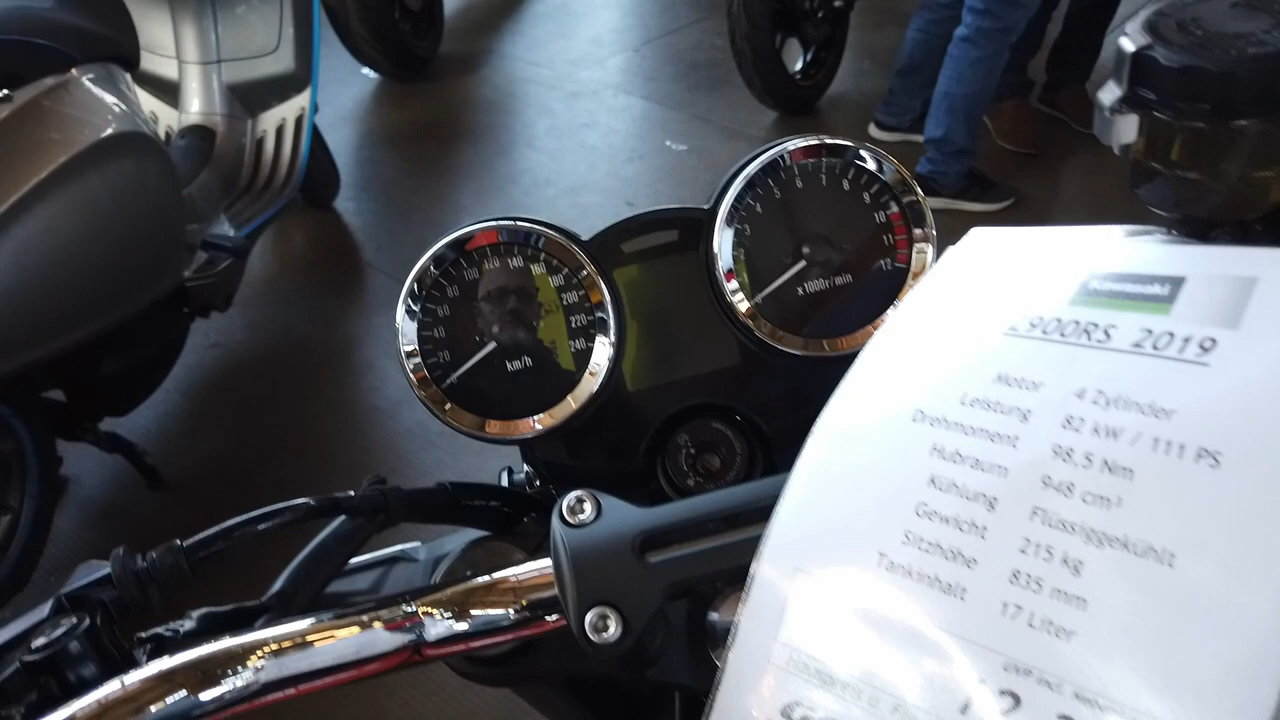 20
40
60
80
100
120
140
160
180
200
220
240
km/h
3
4
5
6
7
8
9
10
11
12
x1000r/min
Kawasaki
Z900RS 2019
Motor 4 Zylinder
Leistung 82 kW / 111 PS
Drehmoment 98,5 Nm
Hubraum 948 cm³
Kühlung Flüssiggekühlt
Gewicht 215 kg
Sitzhöhe 835 mm
Tankinhalt 17 Liter